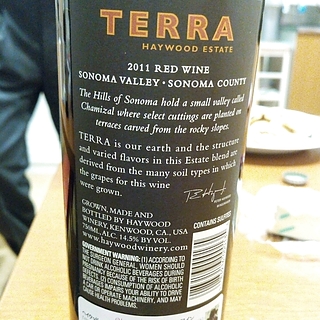 TERRA
HAYWOOD ESTATE
2011 RED WINE
SONOMA VALLEY • SONOMA COUNTY
The Hills of Sonoma hold a small valley called
Chamizal where select cuttings are planted on
terraces carved from the rocky slopes.
TERRA is our earth and the structure
and varied flavors in this Estate blend are
derived from the many soil types in which
the grapes for this wine
were grown.
GROWN, MADE AND
BOTTLED BY HAYWOOD
WINERY, KENWOOD, CA., USA
750ML, ALC. 14.5% BY VOL.
www.haywoodwinery.com
CONTAINS SULFITES
GOVERNMENT WARNING: (1) ACCORDING TO
THE SURGEON GENERAL, WOMEN SHOULD
NOT DRINK ALCOHOLIC BEVERAGES DURING
PREGNANCY BECAUSE OF THE RISK OF BIRTH
DEFECTS. (2) CONSUMPTION OF ALCOHOLIC
BEVERAGES IMPAIRS YOUR ABILITY TO DRIVE
A CAR OR OPERATE MACHINERY, AND MAY
CAUSE HEALTH PROBLEMS.